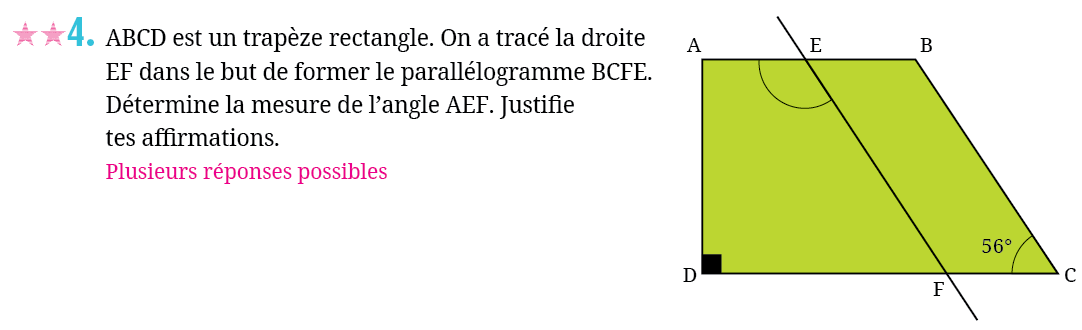 4. ABCD est un trapèze rectangle. On a tracé la droite
EF dans le but de former le parallélogramme BCFE.
Détermine la mesure de l’angle AEF. Justifie
tes affirmations.
Plusieurs réponses possibles
A
E
B
56°
D
F
C